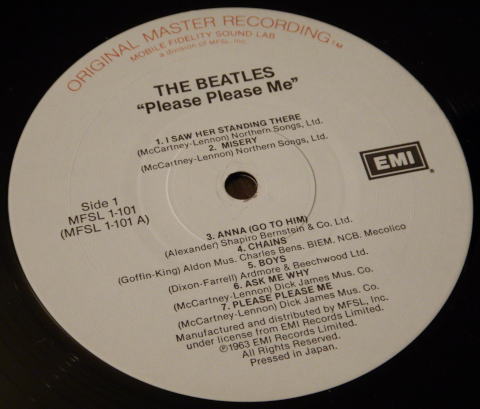 ORIGINAL MASTER RECORDING™
MOBILE FIDELITY SOUND LAB
a division of MFSL, Inc.
THE BEATLES
"Please Please Me"
1. I SAW HER STANDING THERE
(McCartney-Lennon) Northern Songs, Ltd.
2. MISERY
(McCartney-Lennon) Northern Songs, Ltd.
EMI
Side 1
MFSL 1-101
(MFSL 1-101 A)
3. ANNA (GO TO HIM)
(Alexander) Shapiro Bernstein & Co. Ltd.
4. CHAINS
(Goffin-King) Aldon Mus. Charles Bens. BIEM, NCB, Mecolico
5. BOYS
(Dixon-Farrell) Ardmore & Beechwood Ltd.
6. ASK ME WHY
(McCartney-Lennon) Dick James Mus. Co.
7. PLEASE PLEASE ME
(McCartney-Lennon) Dick James Mus. Co.
Manufactured and distributed by MFSL, Inc.
under license from EMI Records Limited.
℗1963 EMI Records Limited.
All Rights Reserved.
Pressed in Japan.